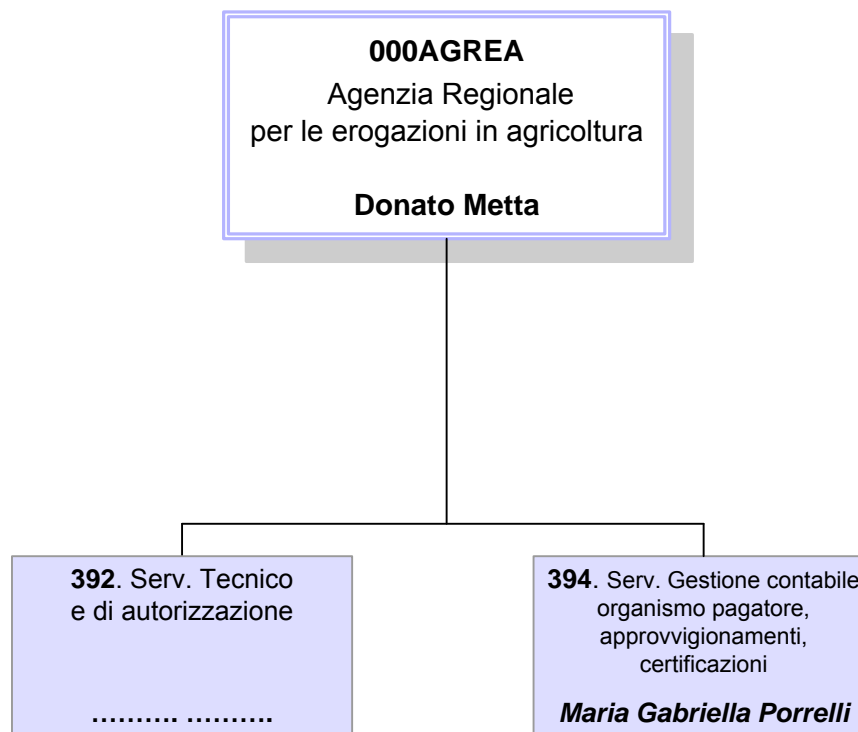 000AGREA
Agenzia Regionale
per le erogazioni in agricoltura
Donato Metta
392. Serv. Tecnico
e di autorizzazione
.......... ..........
394. Serv. Gestione contabile
organismo pagatore,
approvvigionamenti,
certificazioni
Maria Gabriella Porrelli